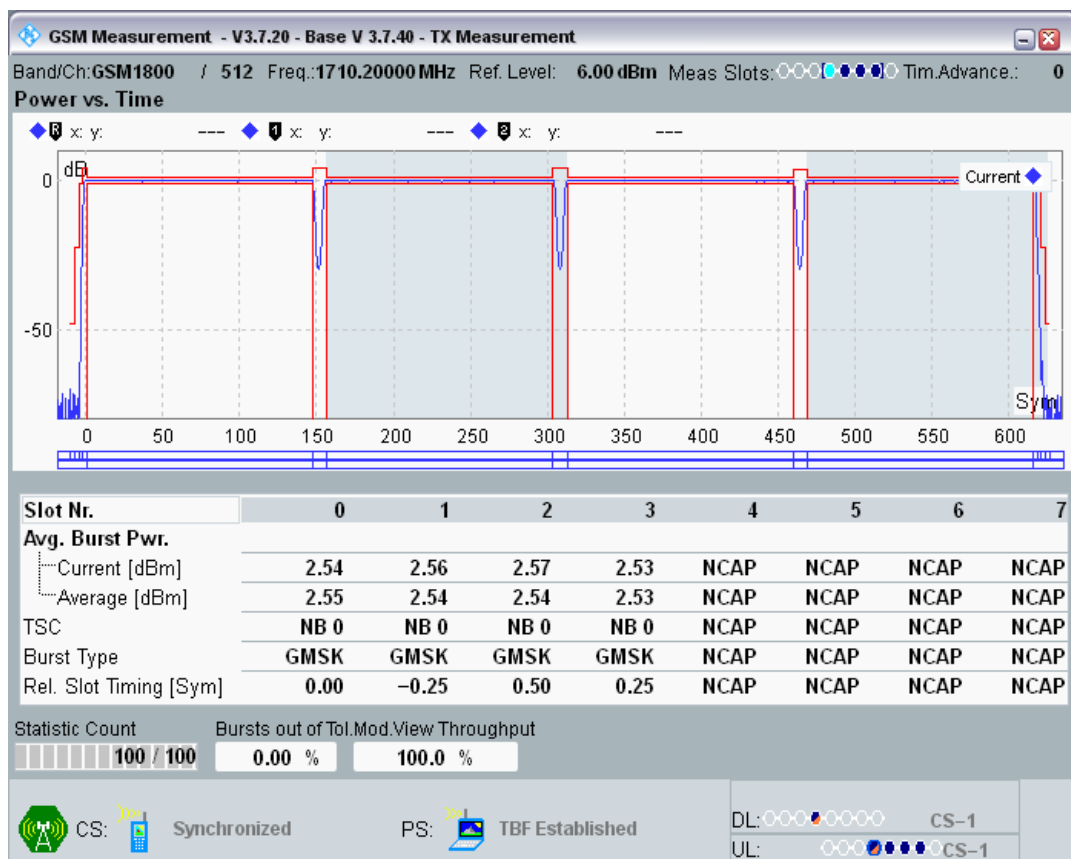 GSM Measurement - V3.7.20 - Base V 3.7.40 - TX Measurement
Band/Ch:GSM1800 / 512 Freq.:1710.20000 MHz Ref. Level: 6.00 dBm Meas Slots: Tim.Advance.: 0
Power vs. Time
R x: y: --- 1 x: y: --- 2 x: y: ---
dB
Current
0
-50
Sym
0 50 100 150 200 250 300 350 400 450 500 550 600
Slot Nr. 0 1 2 3 4 5 6 7
Avg. Burst Pwr.
Current [dBm] 2.54 2.56 2.57 2.53 NCAP NCAP NCAP NCAP
Average [dBm] 2.55 2.54 2.54 2.53 NCAP NCAP NCAP NCAP
TSC NB 0 NB 0 NB 0 NB 0 NCAP NCAP NCAP NCAP
Burst Type GMSK GMSK GMSK GMSK NCAP NCAP NCAP NCAP
Rel. Slot Timing [Sym] 0.00 −0.25 0.50 0.25 NCAP NCAP NCAP NCAP
Statistic Count Bursts out of Tol.Mod.View Throughput
100 / 100 0.00 % 100.0 %
CS: Synchronized PS: TBF Established DL: CS−1
UL: CS−1